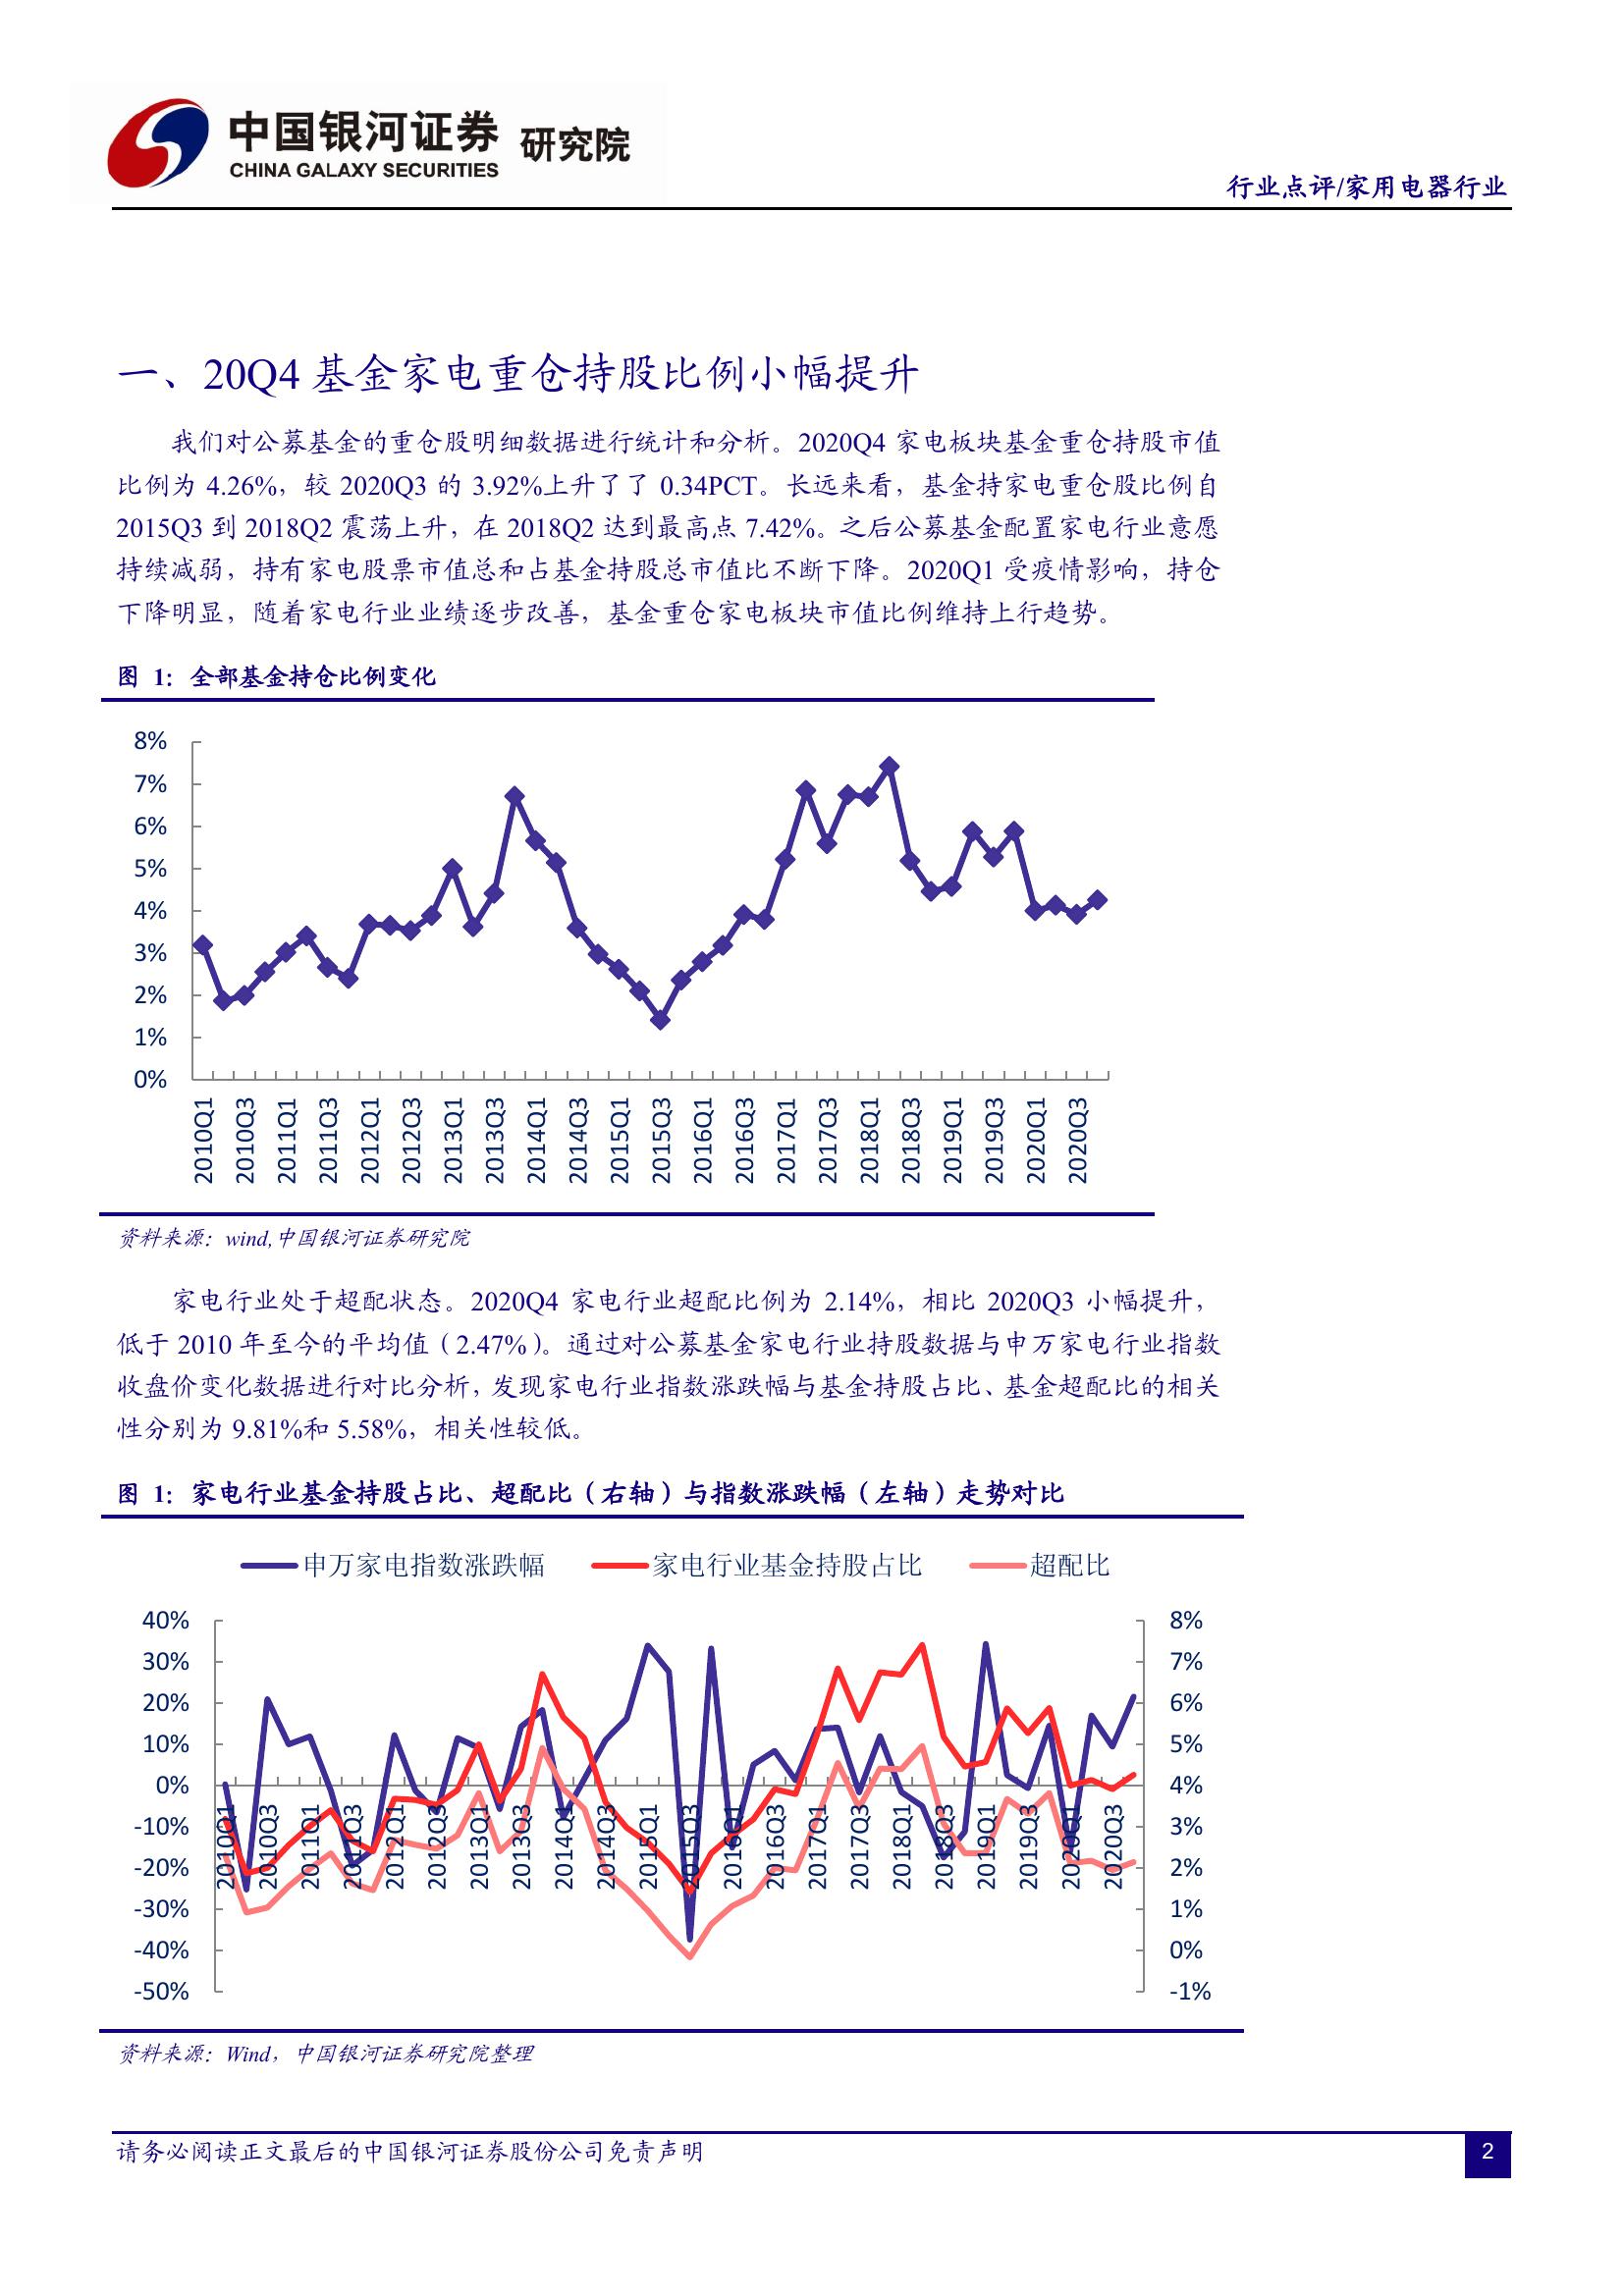 中国银河证券 研究院
CHINA GALAXY SECURITIES
行业点评/家用电器行业
一、20Q4 基金家电重仓持股比例小幅提升
我们对公募基金的重仓股明细数据进行统计和分析。2020Q4 家电板块基金重仓持股市值
比例为 4.26%，较 2020Q3 的 3.92%上升了了 0.34PCT。长远来看，基金持家电重仓股比例自
2015Q3 到 2018Q2 震荡上升，在 2018Q2 达到最高点 7.42%。之后公募基金配置家电行业意愿
持续减弱，持有家电股票市值总和占基金持股总市值比不断下降。2020Q1 受疫情影响，持仓
下降明显，随着家电行业业绩逐步改善，基金重仓家电板块市值比例维持上行趋势。
图 1：全部基金持仓比例变化
8%
7%
6%
5%
4%
3%
2%
1%
0%
2010Q1 2010Q3 2011Q1 2011Q3 2012Q1 2012Q3 2013Q1 2013Q3 2014Q1 2014Q3 2015Q1 2015Q3 2016Q1 2016Q3 2017Q1 2017Q3 2018Q1 2018Q3 2019Q1 2019Q3 2020Q1 2020Q3
资料来源：wind,中国银河证券研究院
家电行业处于超配状态。2020Q4 家电行业超配比例为 2.14%，相比 2020Q3 小幅提升，
低于 2010 年至今的平均值（2.47%）。通过对公募基金家电行业持股数据与申万家电行业指数
收盘价变化数据进行对比分析，发现家电行业指数涨跌幅与基金持股占比、基金超配比的相关
性分别为 9.81%和 5.58%，相关性较低。
图 1：家电行业基金持股占比、超配比（右轴）与指数涨跌幅（左轴）走势对比
申万家电指数涨跌幅 家电行业基金持股占比 超配比
40% 8%
30% 7%
20% 6%
10% 5%
0% 4%
-10% 3%
-20% 2%
-30% 1%
-40% 0%
-50% -1%
2010Q1 2010Q3 2011Q1 2011Q3 2012Q1 2012Q3 2013Q1 2013Q3 2014Q1 2014Q3 2015Q1 2015Q3 2016Q1 2016Q3 2017Q1 2017Q3 2018Q1 2018Q3 2019Q1 2019Q3 2020Q1 2020Q3
资料来源：Wind，中国银河证券研究院整理
请务必阅读正文最后的中国银河证券股份公司免责声明
2